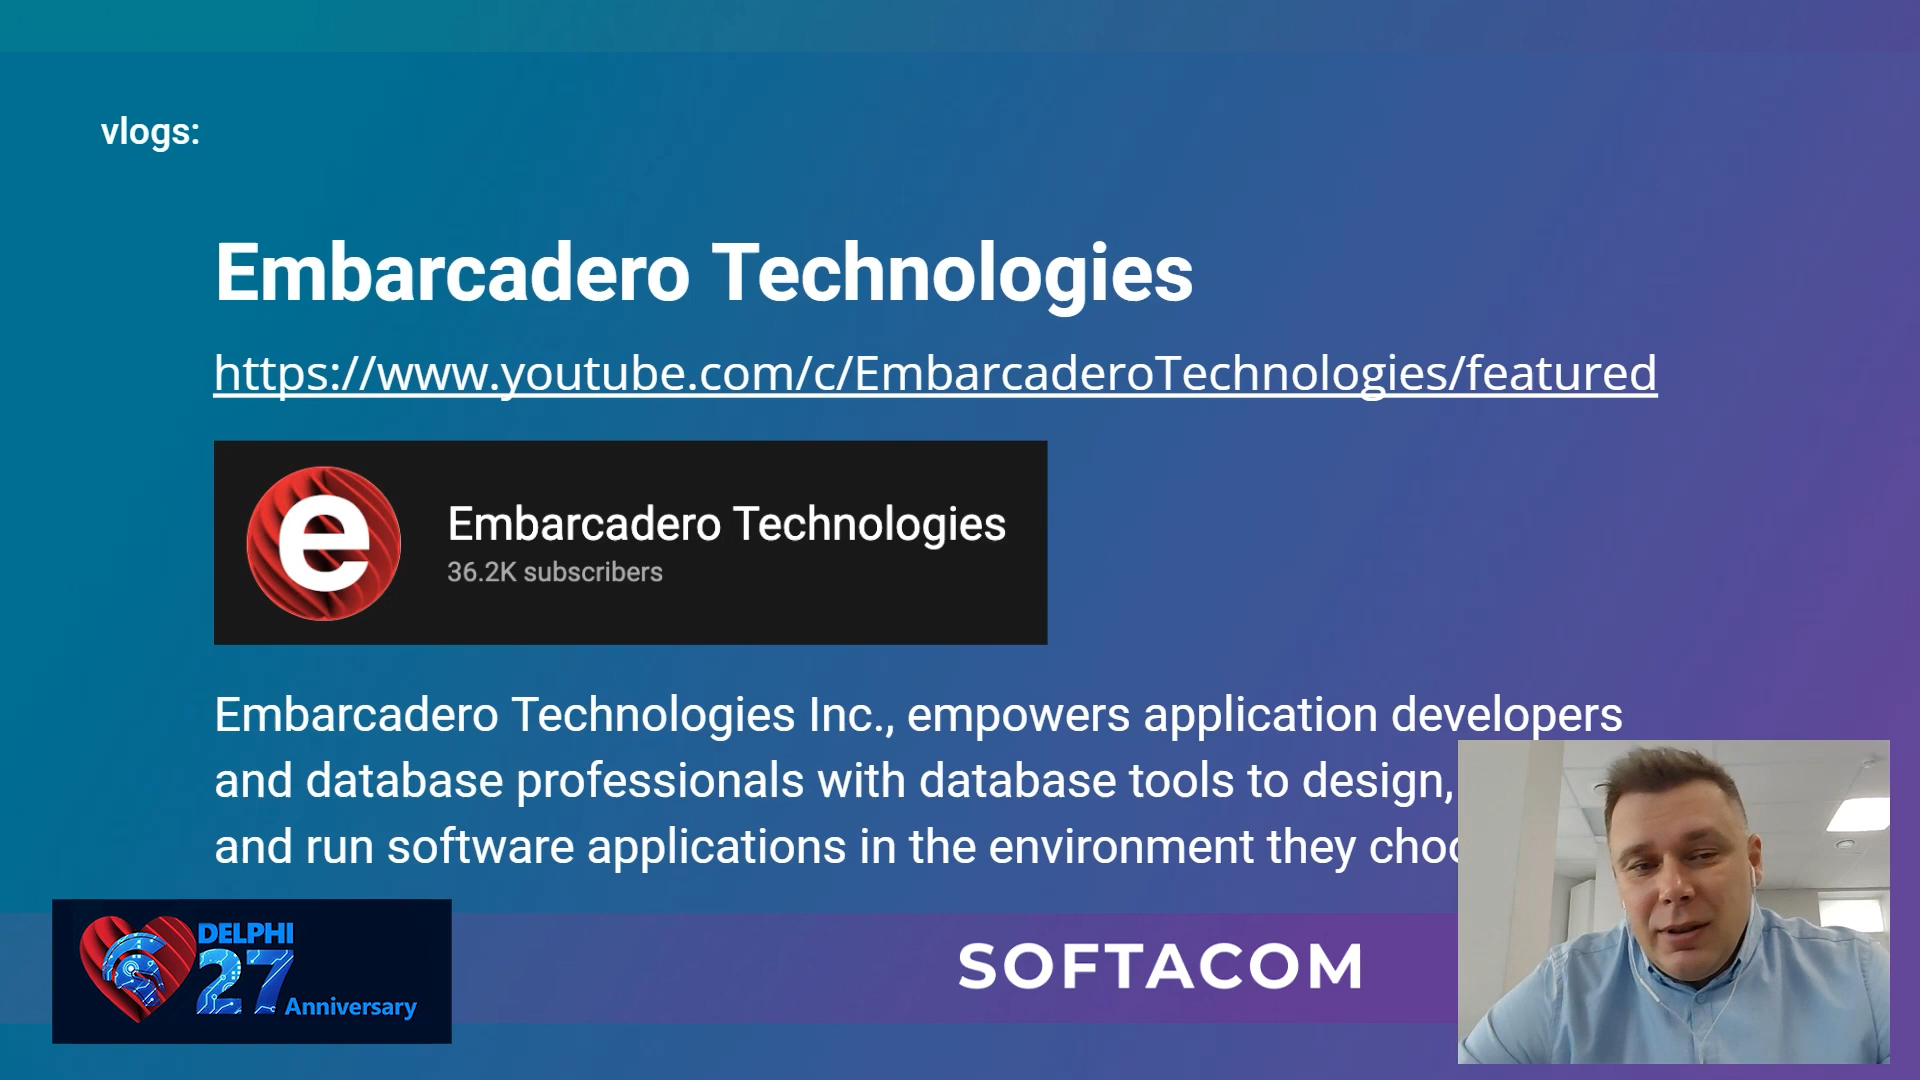 vlogs:
Embarcadero Technologies
https://www.youtube.com/c/EmbarcaderoTechnologies/featured
e
Embarcadero Technologies
36.2K subscribers
Embarcadero Technologies Inc., empowers application developers
and database professionals with database tools to design,
and run software applications in the environment they
DELPHI
27
Anniversary
SOFTACOM